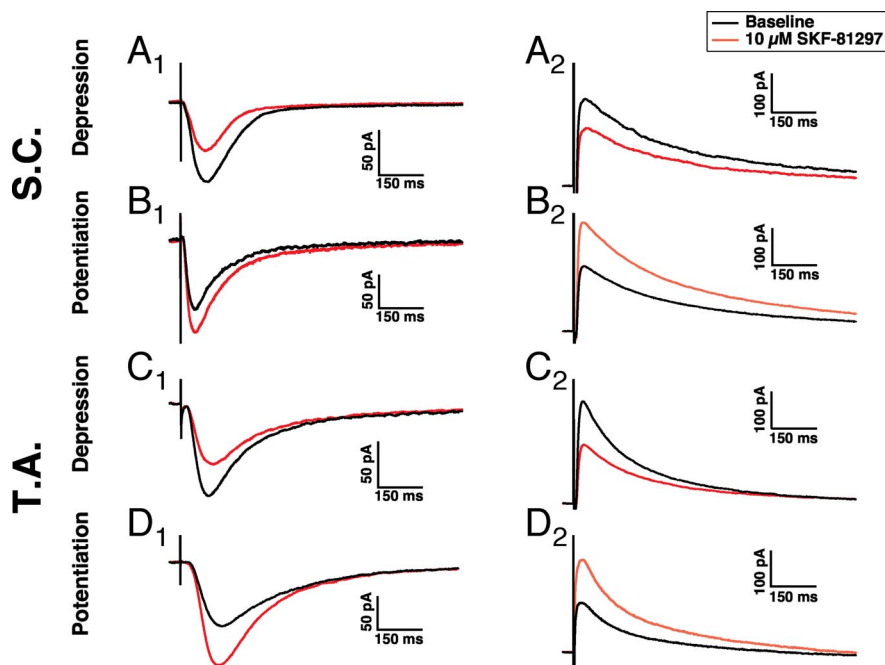 Baseline
10 µM SKF-81297
S.C.
Depression
A1
50 pA
150 ms
A2
100 pA
150 ms
Potentiation
B1
50 pA
150 ms
B2
100 pA
150 ms
T.A.
Depression
C1
50 pA
150 ms
C2
100 pA
150 ms
Potentiation
D1
50 pA
150 ms
D2
100 pA
150 ms